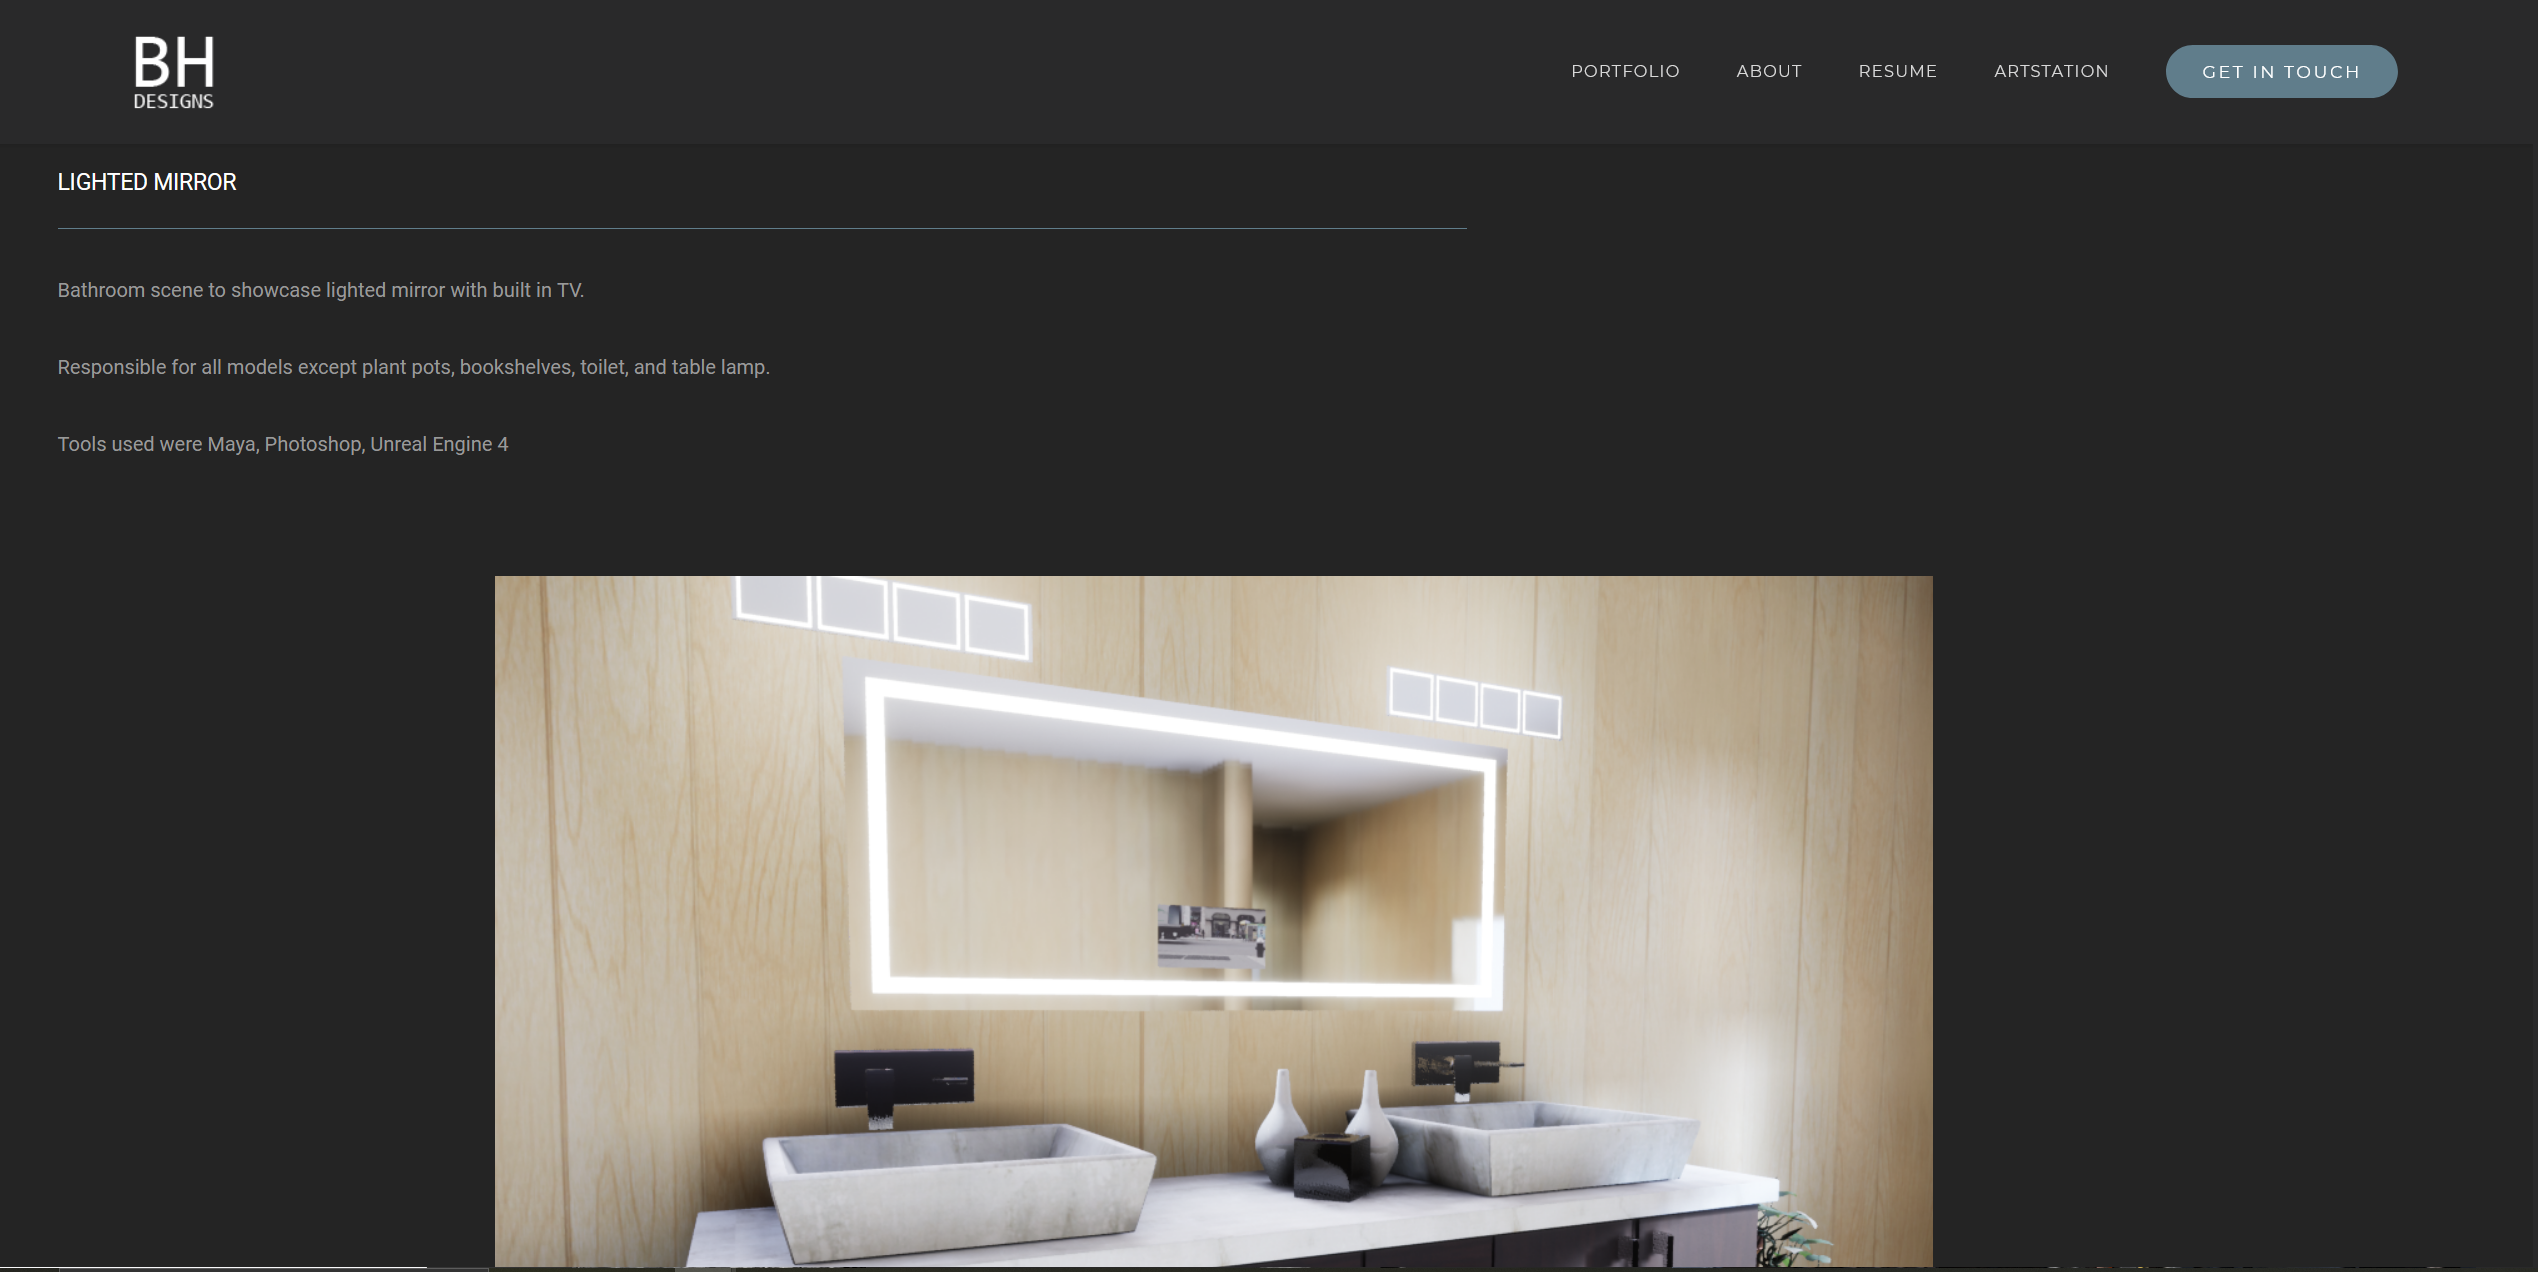 BH
DESIGNS
PORTFOLIO
ABOUT
RESUME
ARTSTATION
GET IN TOUCH
LIGHTED MIRROR
Bathroom scene to showcase lighted mirror with built in TV.
Responsible for all models except plant pots, bookshelves, toilet, and table lamp.
Tools used were Maya, Photoshop, Unreal Engine 4